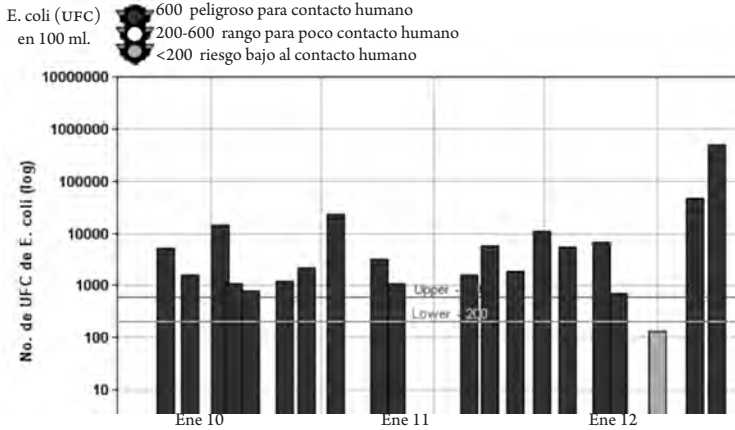 E. coli (UFC)
en 100 ml.
600 peligroso para contacto humano
200-600 rango para poco contacto humano
<200 riesgo bajo al contacto humano
No. de UFC de E. coli (log)
10000000
1000000
100000
10000
1000
100
10
Upper -
Lower - 200
Ene 10
Ene 11
Ene 12